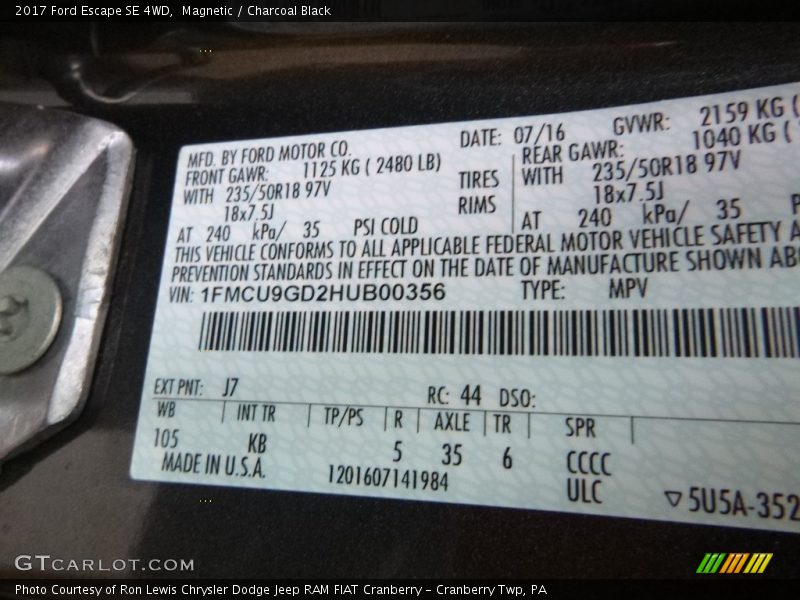 2017 Ford Escape SE 4WD, Magnetic / Charcoal Black
MFD. BY FORD MOTOR CO. DATE: 07/16 GVWR: 2159 KG (
FRONT GAWR: 1125 KG ( 2480 LB) REAR GAWR: 1040 KG (
WITH 235/50R18 97V TIRES WITH 235/50R18 97V
18x7.5J RIMS 18x7.5J
AT 240 kPa/ 35 PSI COLD AT 240 kPa/ 35 P
THIS VEHICLE CONFORMS TO ALL APPLICABLE FEDERAL MOTOR VEHICLE SAFETY A
PREVENTION STANDARDS IN EFFECT ON THE DATE OF MANUFACTURE SHOWN ABO
VIN: 1FMCU9GD2HUB00356 TYPE: MPV
EXT PNT: J7 RC: 44 DSO:
WB INT TR TP/PS R AXLE TR SPR
105 KB 5 35 6 CCCC
MADE IN U.S.A. 1201607141984 ULC ▽5U5A-352
GTCARLOT.COM
Photo Courtesy of Ron Lewis Chrysler Dodge Jeep RAM FIAT Cranberry – Cranberry Twp, PA